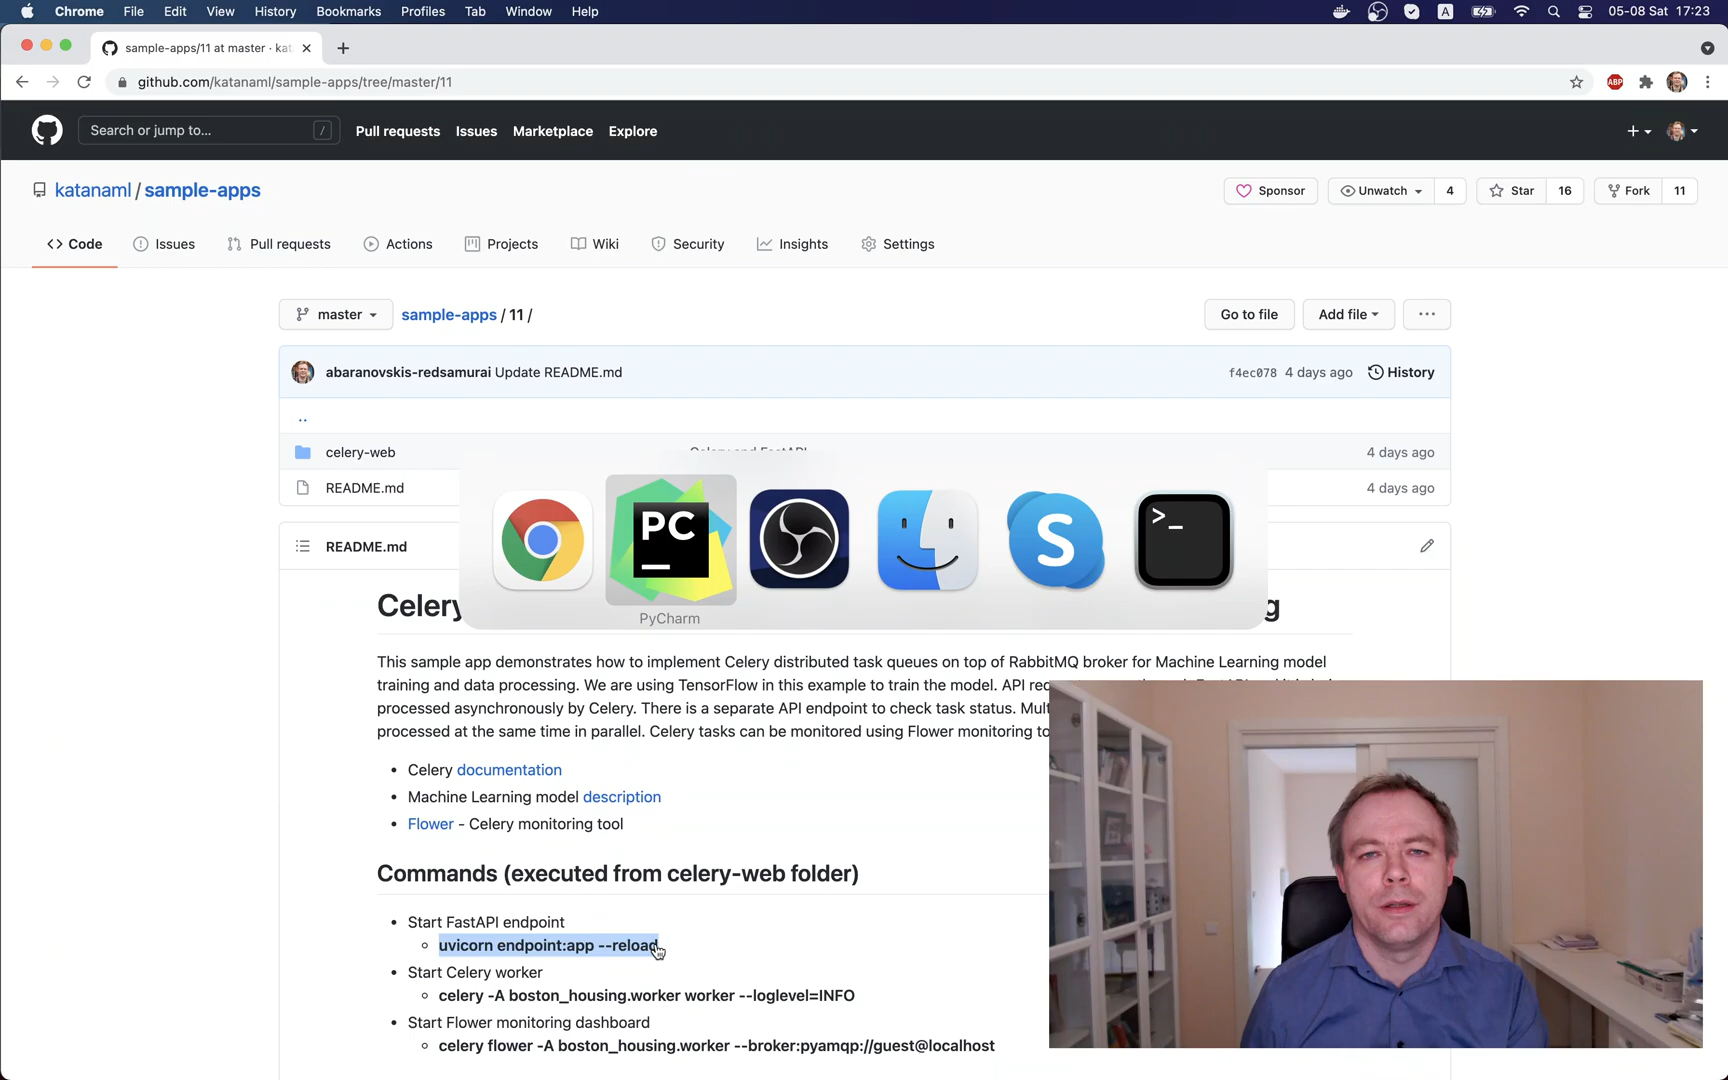 Chrome File Edit View History Bookmarks Profiles Tab Window Help A 05-08 Sat 17:23
sample-apps/11 at master · kat
github.com/katanaml/sample-apps/tree/master/11 ABP
Search or jump to... / Pull requests Issues Marketplace Explore
katanaml / sample-apps Sponsor Unwatch 4 Star 16 Fork 11
Code Issues Pull requests Actions Projects Wiki Security Insights Settings
master sample-apps / 11 / Go to file Add file ...
abaranovskis-redsamurai Update README.md f4ec078 4 days ago History
..
celery-web Celery and FastAPI 4 days ago
README.md 4 days ago
PC
S
>_
README.md
Celery
g
PyCharm
This sample app demonstrates how to implement Celery distributed task queues on top of RabbitMQ broker for Machine Learning model
training and data processing. We are using TensorFlow in this example to train the model. API
processed asynchronously by Celery. There is a separate API endpoint to check task status.
processed at the same time in parallel. Celery tasks can be monitored using Flower monitoring
• Celery documentation
• Machine Learning model description
• Flower - Celery monitoring tool
Commands (executed from celery-web folder)
• Start FastAPI endpoint
uvicorn endpoint:app --reload
• Start Celery worker
celery -A boston_housing.worker worker --loglevel=INFO
• Start Flower monitoring dashboard
celery flower -A boston_housing.worker --broker:pyamqp://guest@localhost